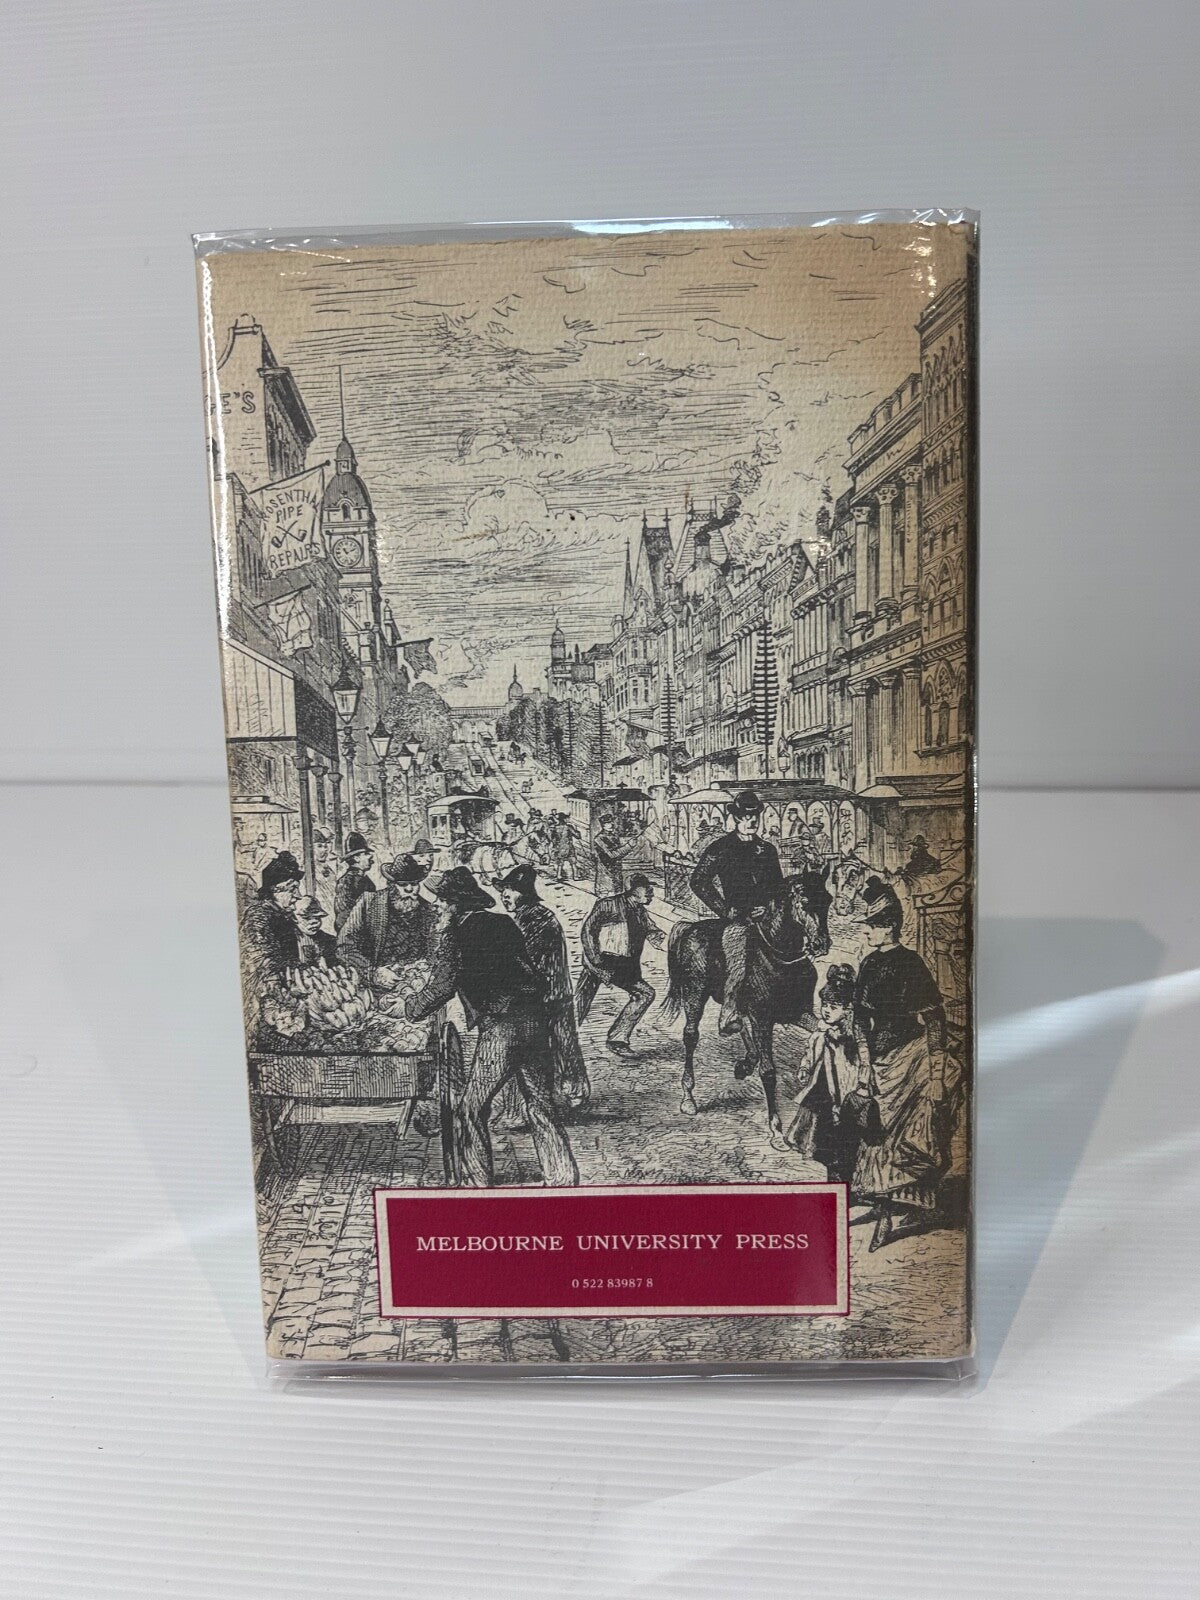 E'S
PIPE
REPAIRS
MELBOURNE UNIVERSITY PRESS
0 522 83987 8